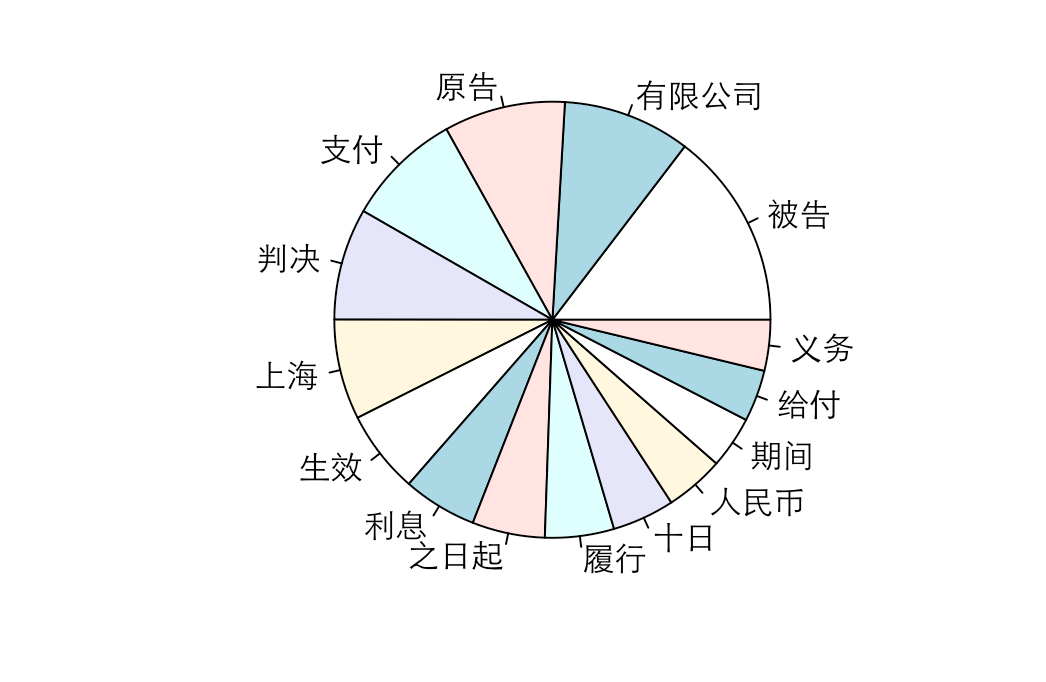 被告
有限公司
原告
支付
判决
上海
生效
利息
之日起
履行
十日
人民币
期间
给付
义务